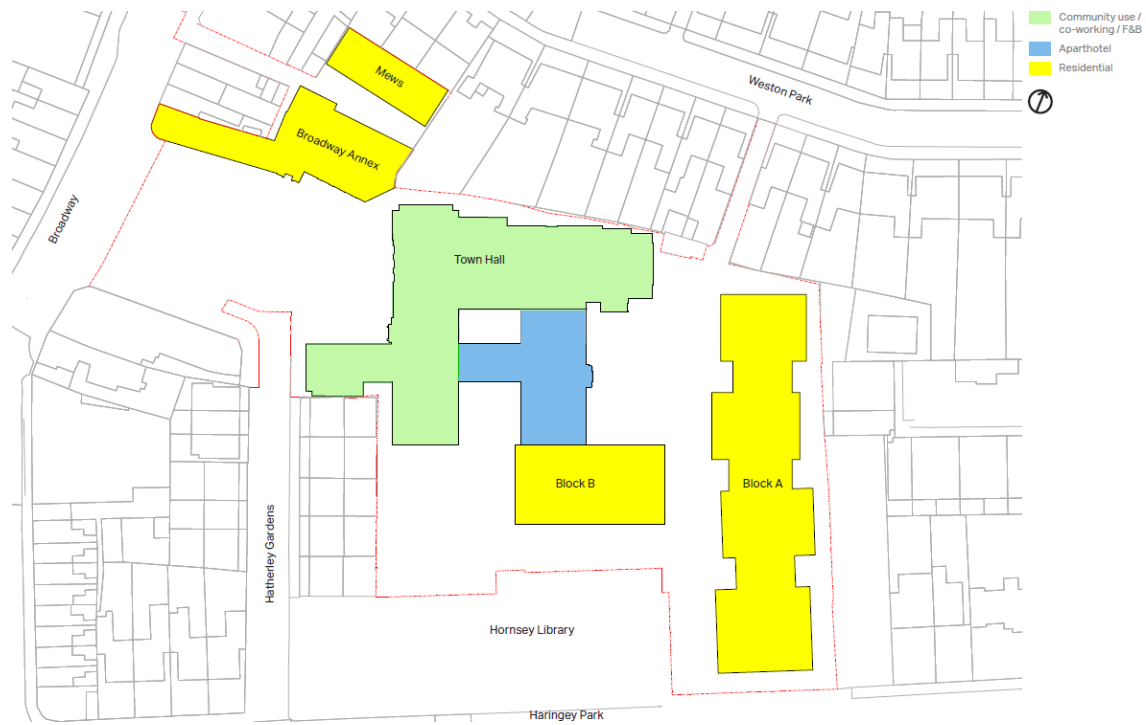 Community use /
co-working / F&B
Aparthotel
Residential
Mews
Weston Park
Broadway Annex
Broadway
Town Hall
Block B
Block A
Hatherley Gardens
Hornsey Library
Haringey Park